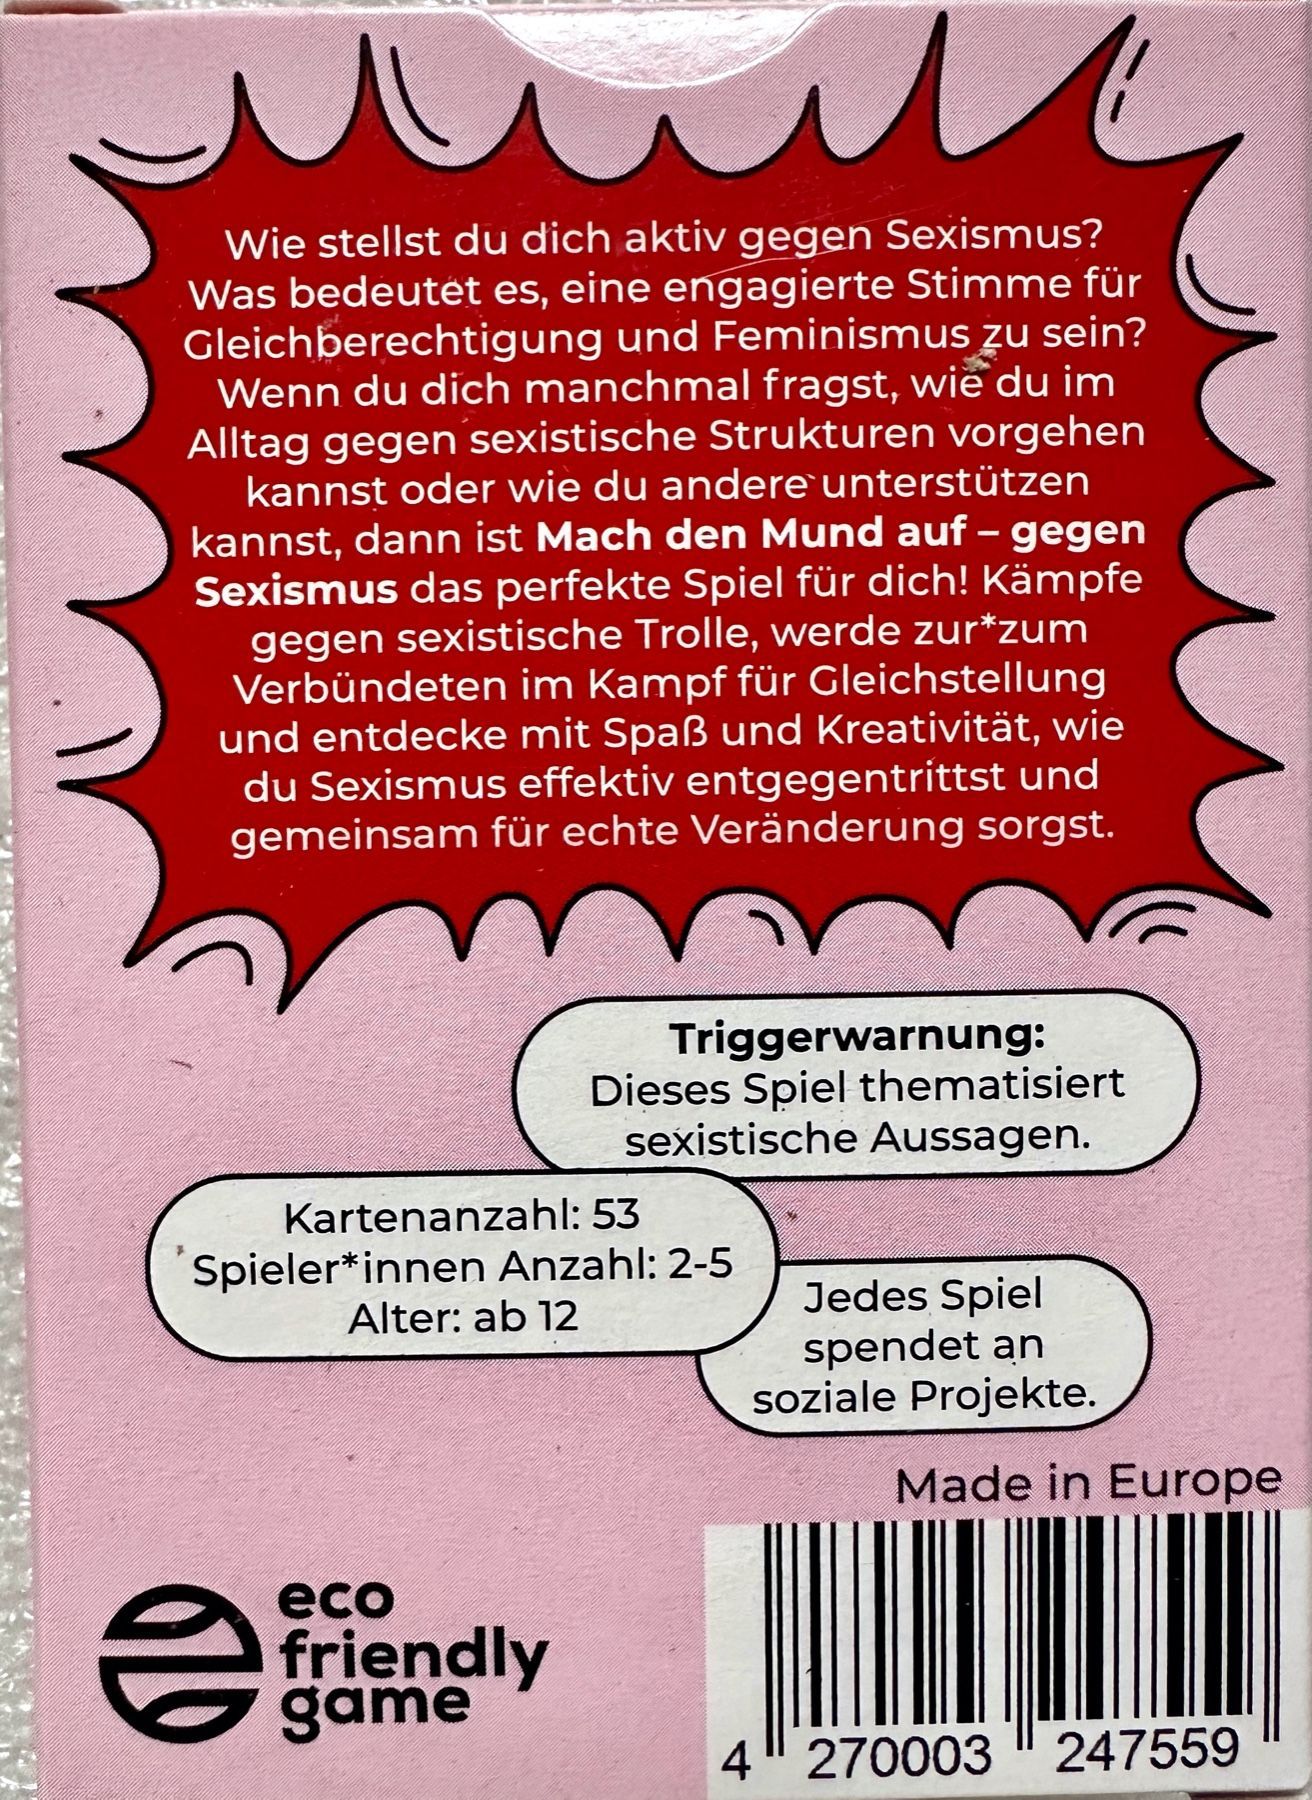 Wie stellst du dich aktiv gegen Sexismus?
Was bedeutet es, eine engagierte Stimme für
Gleichberechtigung und Feminismus zu sein?
Wenn du dich manchmal fragst, wie du im
Alltag gegen sexistische Strukturen vorgehen
kannst oder wie du andere unterstützen
kannst, dann ist Mach den Mund auf – gegen
Sexismus das perfekte Spiel für dich! Kämpfe
gegen sexistische Trolle, werde zur*zum
Verbündeten im Kampf für Gleichstellung
und entdecke mit Spaß und Kreativität, wie
du Sexismus effektiv entgegentrittst und
gemeinsam für echte Veränderung sorgst.
Triggerwarnung:
Dieses Spiel thematisiert
sexistische Aussagen.
Kartenanzahl: 53
Spieler*innen Anzahl: 2-5
Alter: ab 12
Jedes Spiel
spendet an
soziale Projekte.
Made in Europe
eco
friendly
game
4 270003 247559